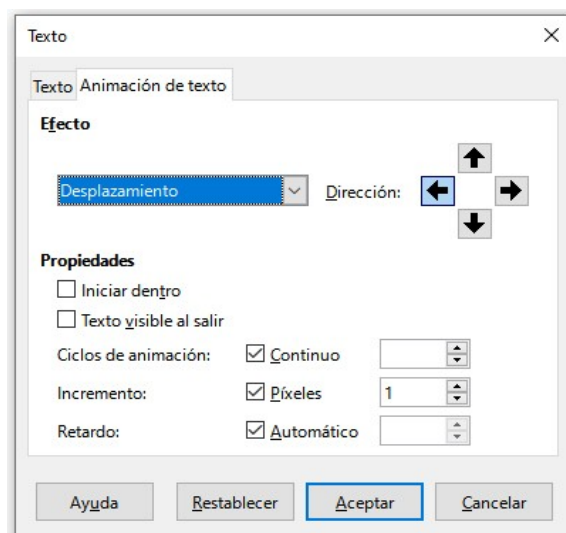 Texto
Texto Animación de texto
Efecto
Desplazamiento Dirección:
Propiedades
Iniciar dentro
Texto visible al salir
Ciclos de animación: Continuo
Incremento: Píxeles 1
Retardo: Automático
Ayuda Restablecer Aceptar Cancelar